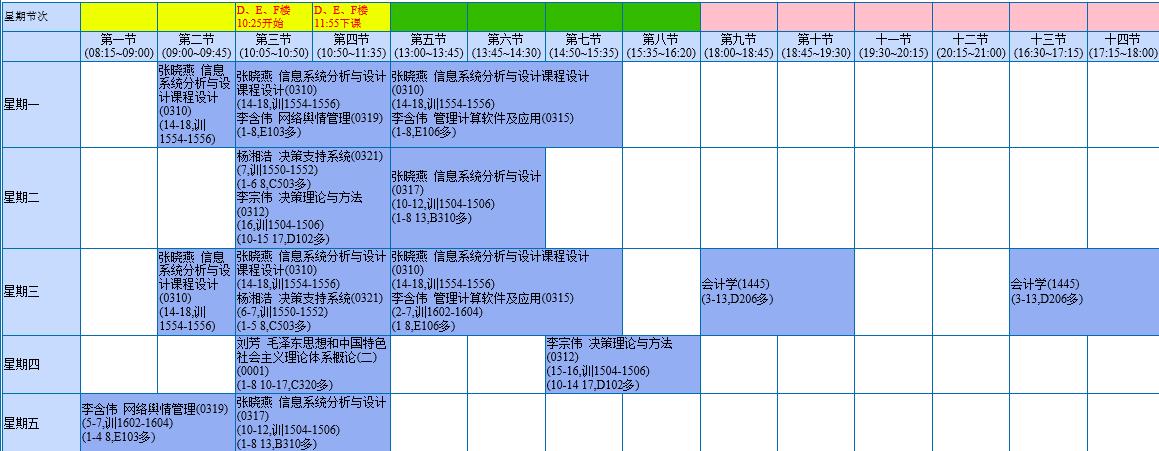 星期节次
D、E、F楼
10:25开始
D、E、F楼
11:55下课
第一节
(08:15~09:00)
第二节
(09:00~09:45)
第三节
(10:05~10:50)
第四节
(10:50~11:35)
第五节
(13:00~13:45)
第六节
(13:45~14:30)
第七节
(14:50~15:35)
第八节
(15:35~16:20)
第九节
(18:00~18:45)
第十节
(18:45~19:30)
十一节
(19:30~20:15)
十二节
(20:15~21:00)
十三节
(16:30~17:15)
十四节
(17:15~18:00)
星期一
张晓燕 信息
系统分析与设
计课程设计
(0310)
(14-18,训
1554-1556)
张晓燕 信息系统分析与设计
课程设计(0310)
(14-18,训1554-1556)
李含伟 网络舆情管理(0319)
(1-8,E103多)
张晓燕 信息系统分析与设计课程设计
(0310)
(14-18,训1554-1556)
李含伟 管理计算软件及应用(0315)
(1-8,E106多)
星期二
杨湘浩 决策支持系统(0321)
(7,训1550-1552)
(1-6 8,C503多)
李宗伟 决策理论与方法
(0312)
(16,训1504-1506)
(10-15 17,D102多)
张晓燕 信息系统分析与设计
(0317)
(10-12,训1504-1506)
(1-8 13,B310多)
星期三
张晓燕 信息
系统分析与设
计课程设计
(0310)
(14-18,训
1554-1556)
张晓燕 信息系统分析与设计
课程设计(0310)
(14-18,训1554-1556)
杨湘浩 决策支持系统(0321)
(6-7,训1550-1552)
(1-5 8,C503多)
张晓燕 信息系统分析与设计课程设计
(0310)
(14-18,训1554-1556)
李含伟 管理计算软件及应用(0315)
(2-7,训1602-1604)
(1 8,E106多)
会计学(1445)
(3-13,D206多)
会计学(1445)
(3-13,D206多)
星期四
刘芳 毛泽东思想和中国特色
社会主义理论体系概论(二)
(0001)
(1-8 10-17,C320多)
李宗伟 决策理论与方法
(0312)
(15-16,训1504-1506)
(10-14 17,D102多)
星期五
李含伟 网络舆情管理(0319)
(5-7,训1602-1604)
(1-4 8,E103多)
张晓燕 信息系统分析与设计
(0317)
(10-12,训1504-1506)
(1-8 13,B310多)